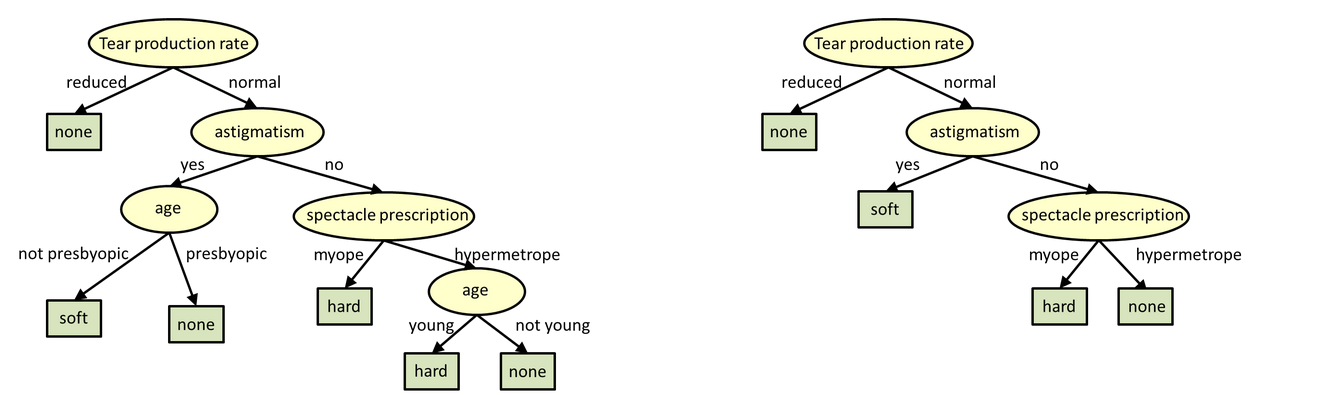 Tear production rate
reduced
normal
none
astigmatism
yes
no
age
spectacle prescription
not presbyopic
presbyopic
myope
hypermetrope
soft
none
hard
age
young
not young
hard
none
Tear production rate
reduced
normal
none
astigmatism
yes
no
soft
spectacle prescription
myope
hypermetrope
hard
none